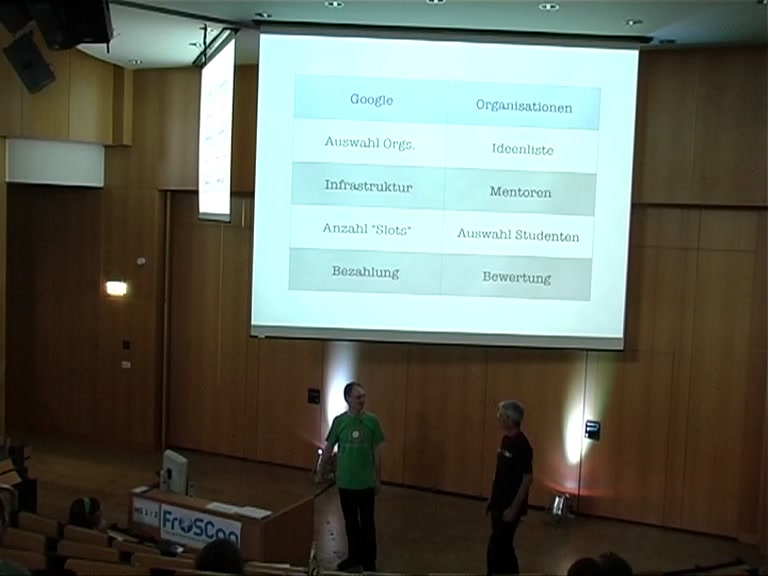 Google Organisationen
Auswahl Orgs. Ideenliste
Infrastruktur Mentoren
Anzahl "Slots" Auswahl Studenten
Bezahlung Bewertung
HS 1 / 2
FrOSCon